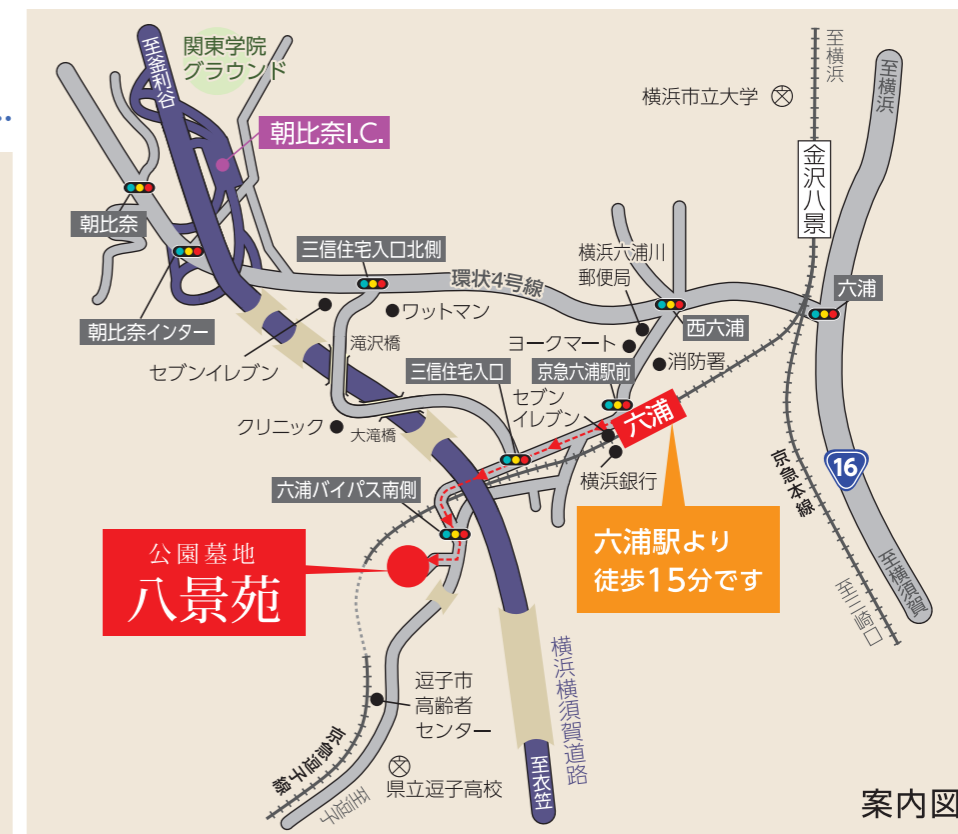 至釜利谷
関東学院
グラウンド
朝比奈I.C.
横浜市立大学
至横浜
至横浜
金沢八景
朝比奈
三信住宅入口北側
環状4号線
横浜六浦川
郵便局
六浦
ワットマン
西六浦
朝比奈インター
ヨークマート
滝沢橋
消防署
セブンイレブン
三信住宅入口
京急六浦駅前
セブン
イレブン
六浦
クリニック
大滝橋
横浜銀行
京急本線
16
六浦バイパス南側
公園墓地
八景苑
六浦駅より
徒歩15分です
至横須賀
至三崎口
横浜横須賀道路
逗子市
高齢者
センター
京急逗子線
至衣笠
県立逗子高校
至逗子
案内図